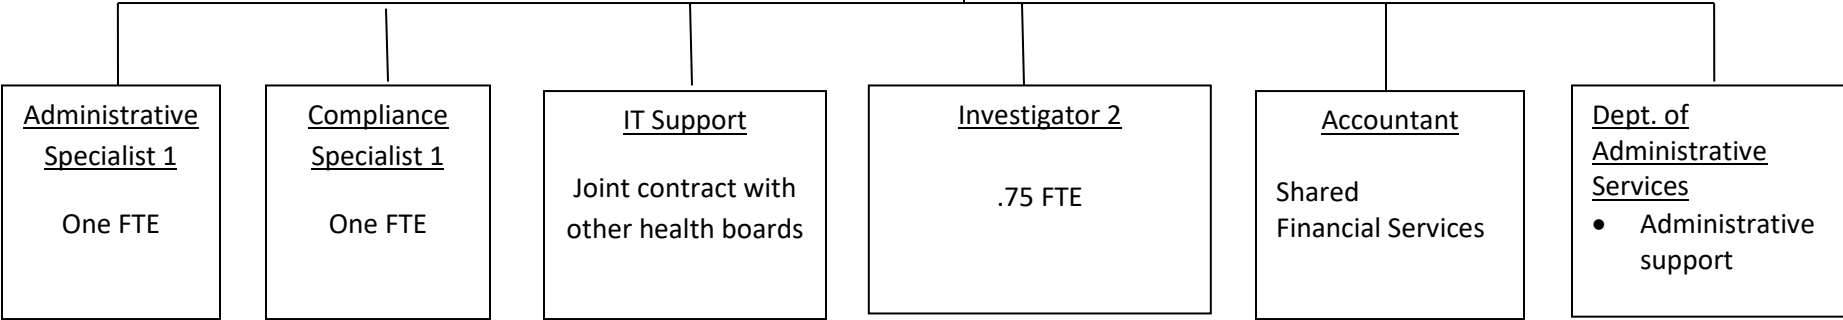 Administrative
Specialist 1
One FTE
Compliance
Specialist 1
One FTE
IT Support
Joint contract with
other health boards
Investigator 2
.75 FTE
Accountant
Shared
Financial Services
Dept. of
Administrative
Services
• Administrative
support